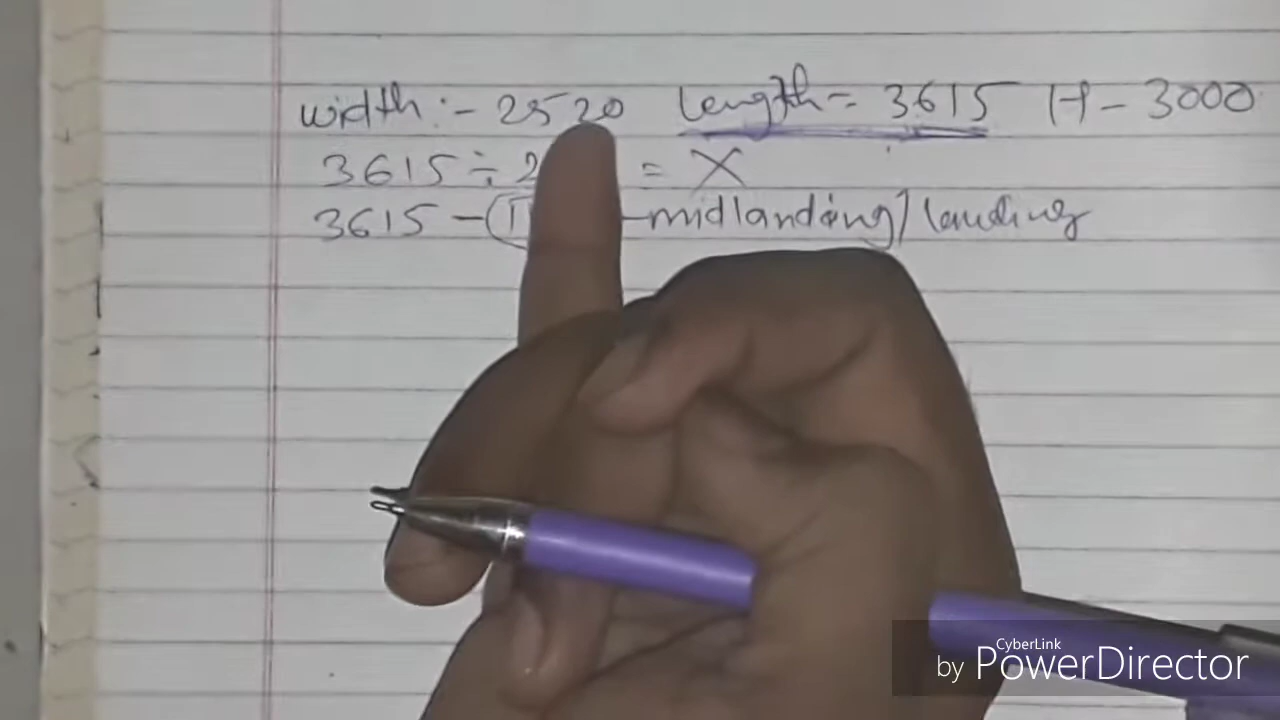 width :- 2520 length = 3615 H - 3000
3615 ÷ 2 = X
3615 - midlanding/landing
CyberLink
by PowerDirector